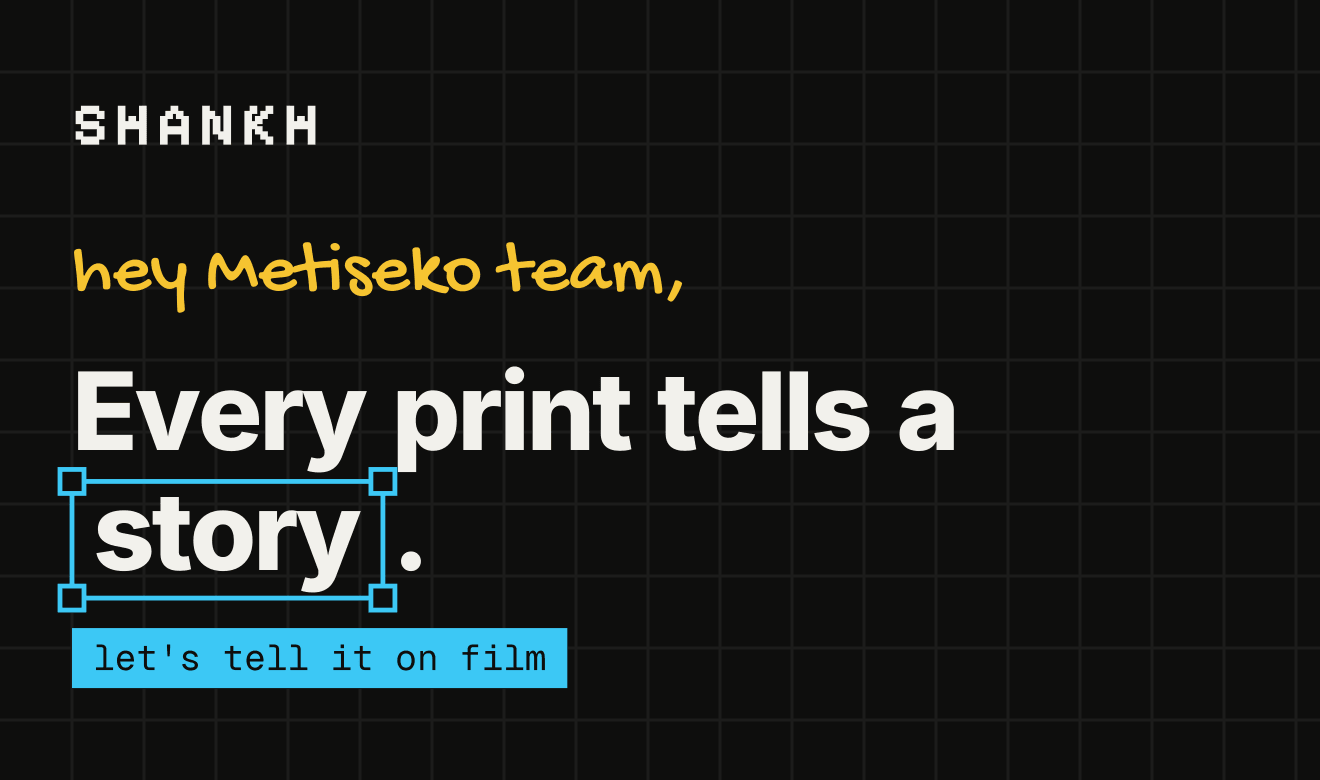 SHANKH
hey Metiseko team,
Every print tells a
story.
let's tell it on film